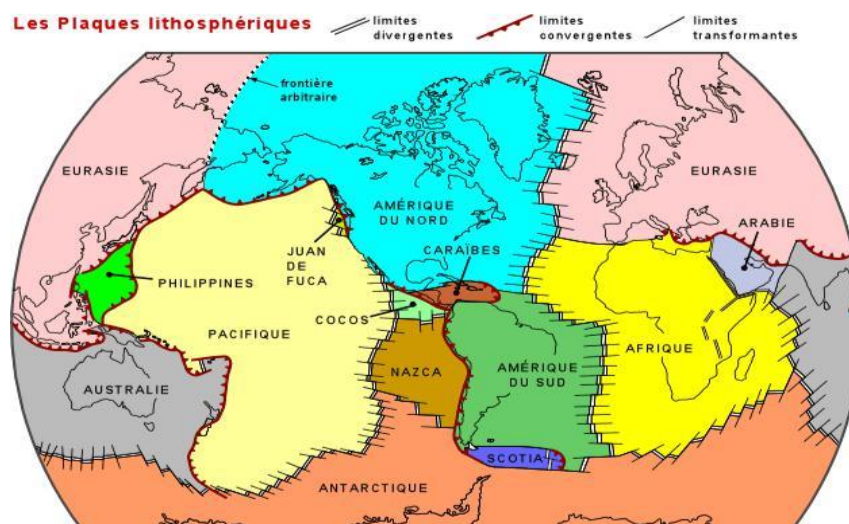 Les Plaques lithosphériques
limites
divergentes
limites
convergentes
limites
transformantes
frontière
arbitraire
EURASIE
EURASIE
AMÉRIQUE
DU NORD
ARABIE
JUAN
DE
FUCA
CARAÏBES
PHILIPPINES
COCOS
PACIFIQUE
AFRIQUE
NAZCA
AMÉRIQUE
DU SUD
AUSTRALIE
SCOTIA
ANTARCTIQUE